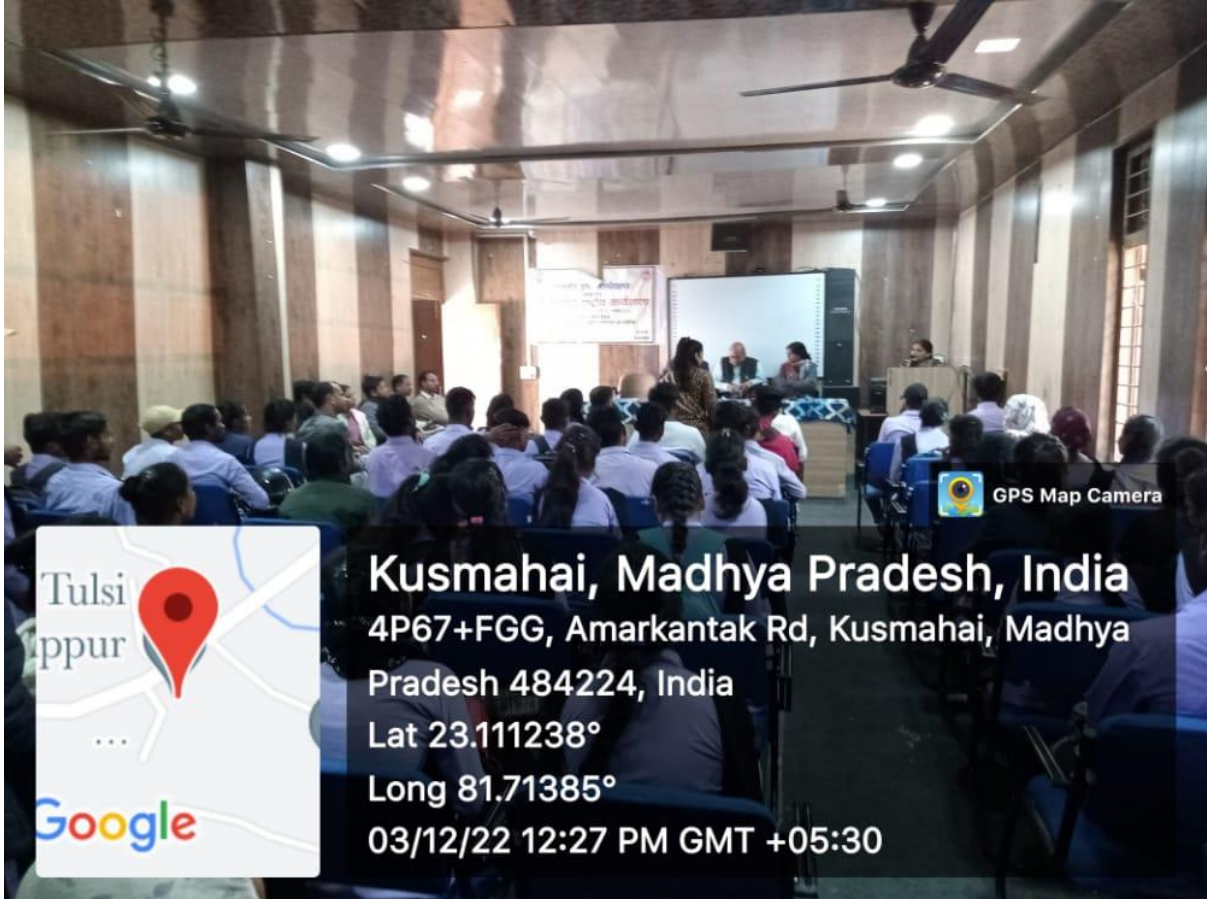 GPS Map Camera
Tulsi
ppur
...
Google
Kusmahai, Madhya Pradesh, India
4P67+FGG, Amarkantak Rd, Kusmahai, Madhya
Pradesh 484224, India
Lat 23.111238°
Long 81.71385°
03/12/22 12:27 PM GMT +05:30